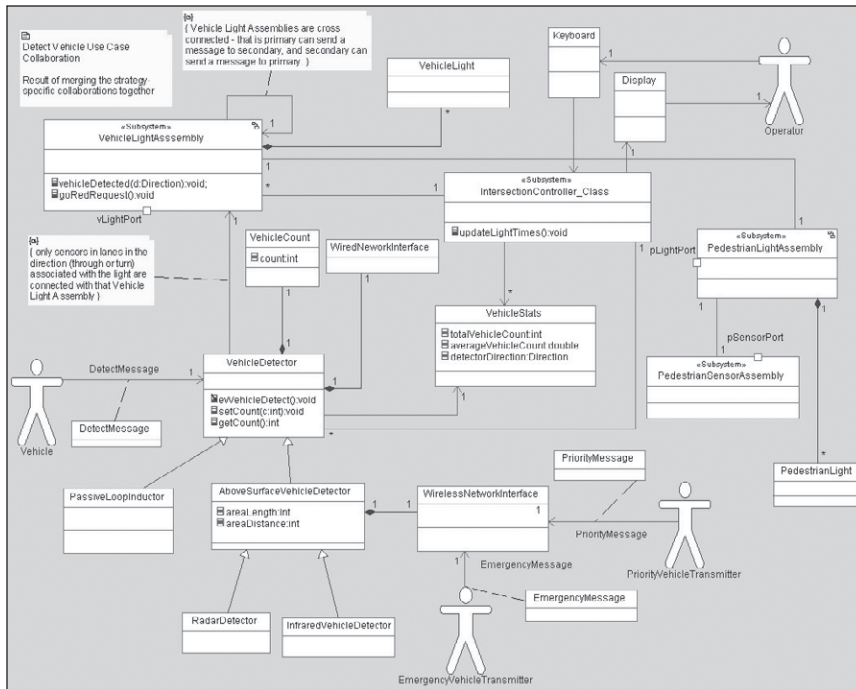 Detect Vehicle Use Case
Collaboration
Result of merging the strategy-
specific collaborations together
{a}
{ Vehicle Light Assemblies are cross
connected - that is primary can send a
message to secondary, and secondary can
send a message to primary. }
VehicleLight
*
Keyboard
1
Display
1
1
Operator
«Subsystem»
VehicleLightAsssembly
vehicleDetected(d:Direction):void;
goRedRequest():void
vLightPort
1
1
*
1
«Subsystem»
IntersectionController_Class
updateLightTimes():void
1
1
1
«Subsystem»
PedestrianLightAssembly
pLightPort
1
1
pSensorPort
«Subsystem»
PedestrianSensorAssembly
*
PedestrianLight
{a}
{ only sensors in lanes in the
direction (through or turn)
associated with the light are
connected with that Vehicle
Light Assembly }
1
VehicleCount
count:int
1
WiredNeworkInterface
1
*
VehicleStats
totalVehicleCount:int
averageVehicleCount:double
detectorDirection:Direction
1
Vehicle
DetectMessage
1
DetectMessage
1
VehicleDetector
evVehicleDetect():void
setCount(c:int):void
getCount():int
1
*
PassiveLoopInductor
AboveSurfaceVehicleDetector
areaLength:int
areaDistance:int
1
1
WirelessNetworkInterface
1
1
PriorityMessage
PriorityMessage
PriorityVehicleTransmitter
EmergencyMessage
EmergencyMessage
EmergencyVehicleTransmitter
RadarDetector
InfraredVehicleDetector